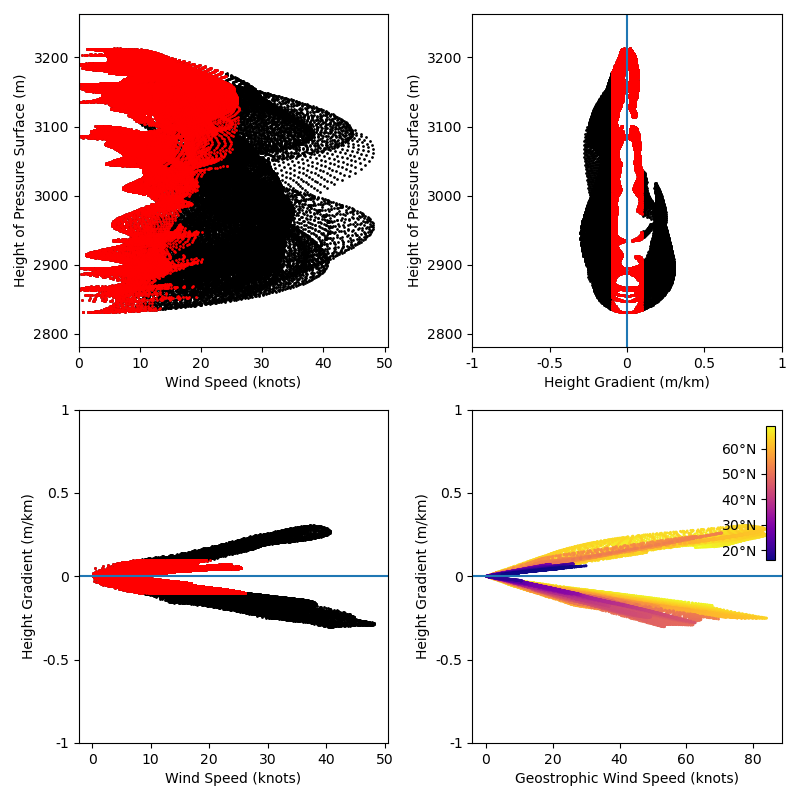 3200
3100
3000
2900
2800
Height of Pressure Surface (m)
0 10 20 30 40 50
Wind Speed (knots)
3200
3100
3000
2900
2800
Height of Pressure Surface (m)
-1 -0.5 0 0.5 1
Height Gradient (m/km)
1
0.5
0
-0.5
-1
Height Gradient (m/km)
0 10 20 30 40 50
Wind Speed (knots)
1
0.5
0
-0.5
-1
Height Gradient (m/km)
60°N
50°N
40°N
30°N
20°N
0 20 40 60 80
Geostrophic Wind Speed (knots)